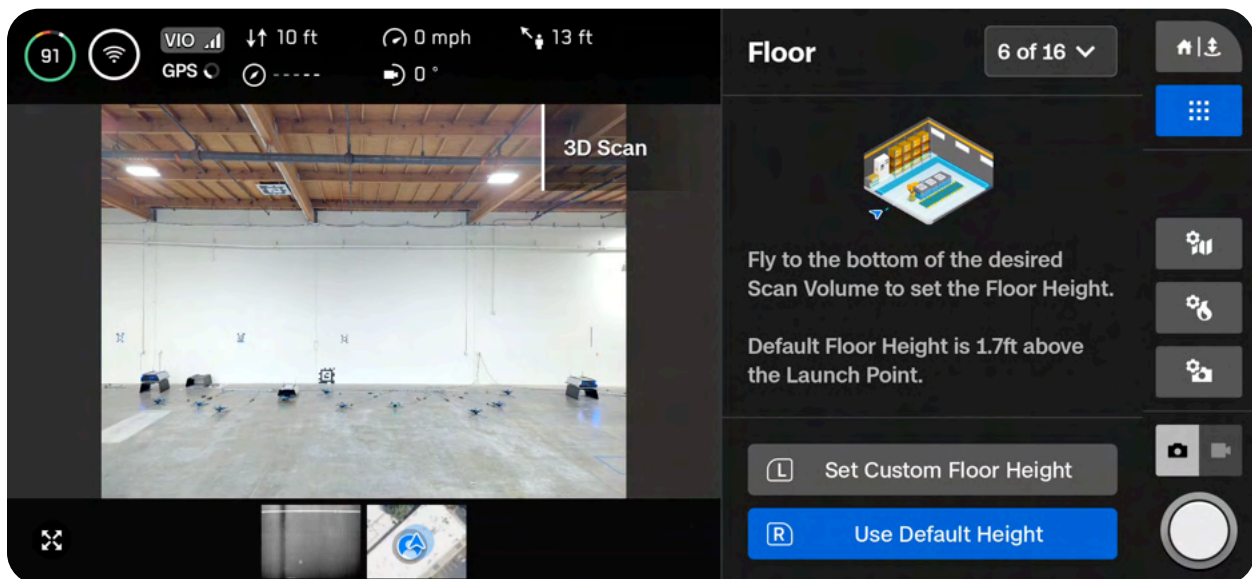 91
VIO
10 ft
0 mph
13 ft
GPS
-----
0 °
3D Scan
Floor
6 of 16
Fly to the bottom of the desired
Scan Volume to set the Floor Height.
Default Floor Height is 1.7ft above
the Launch Point.
L Set Custom Floor Height
R Use Default Height